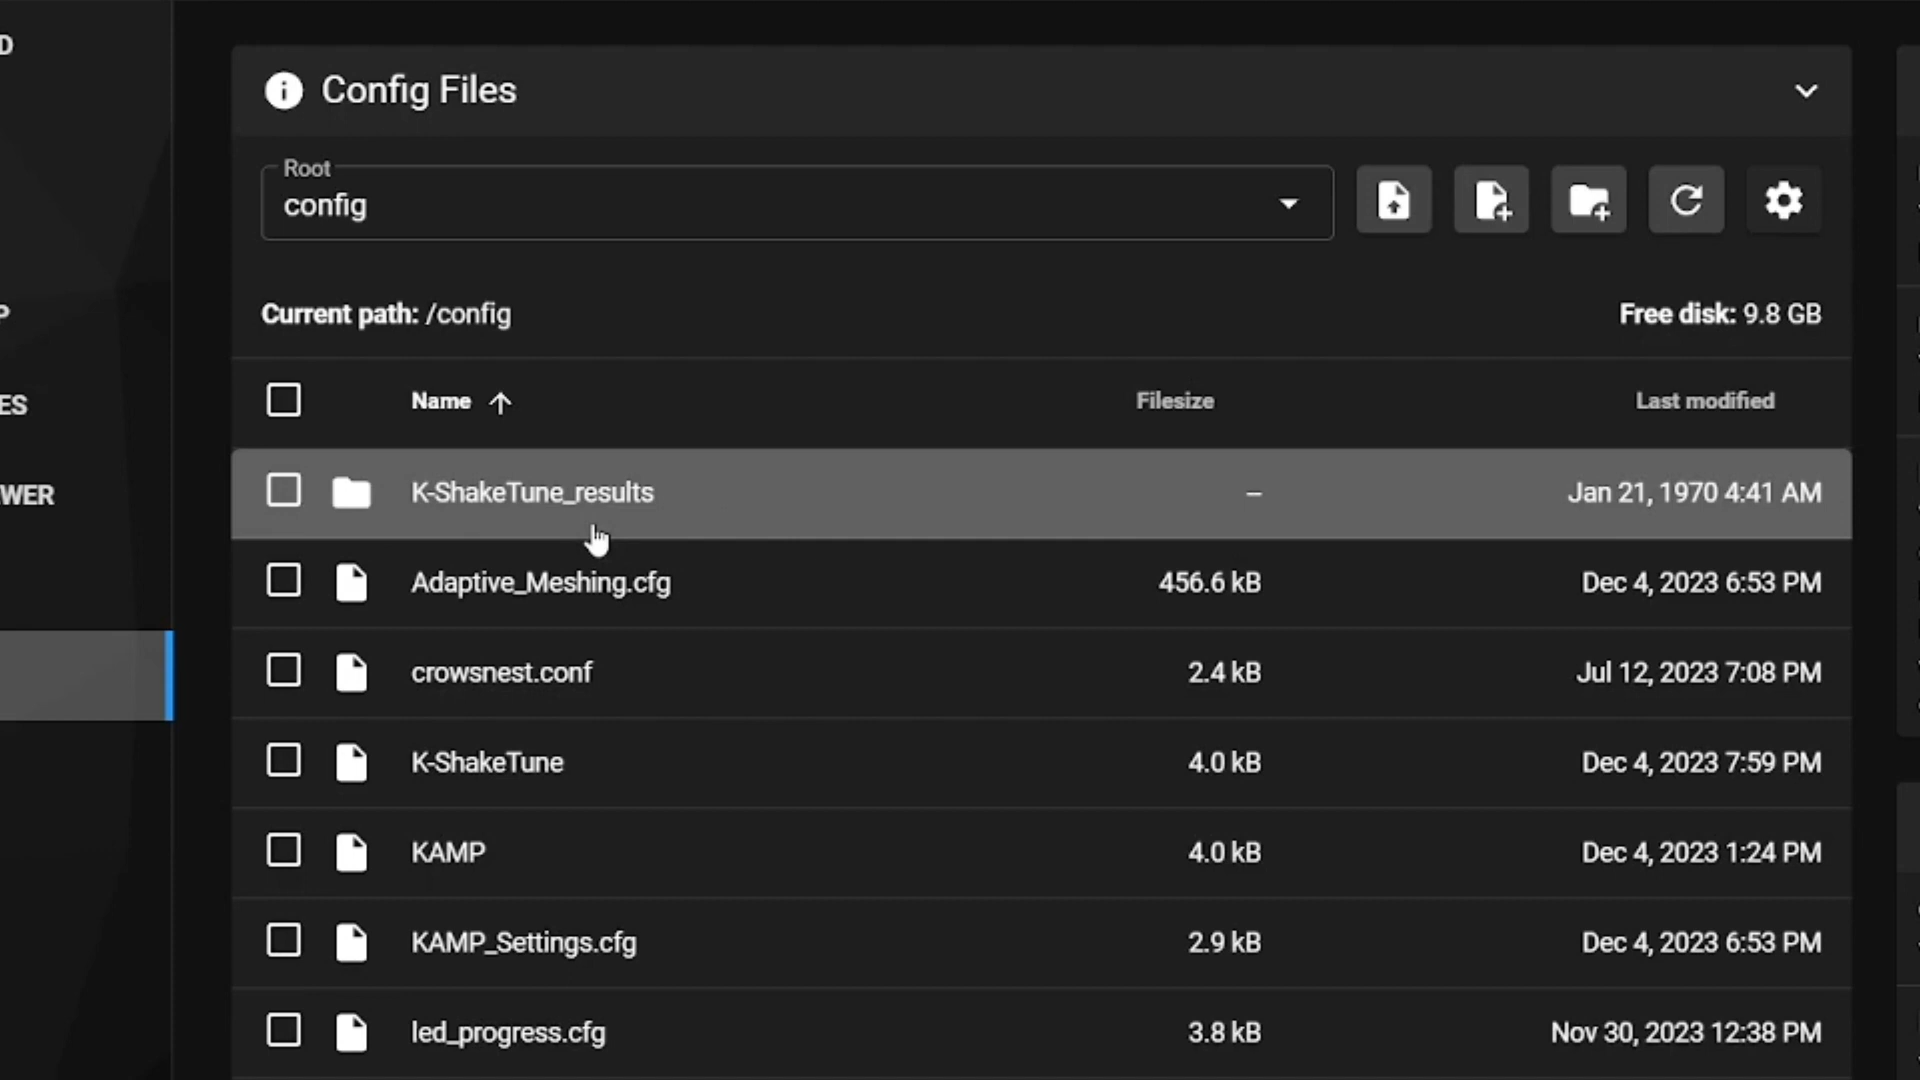 D
Config Files
Root
config
Current path: /config
Free disk: 9.8 GB
Name
Filesize
Last modified
P
ES
WER
K-ShakeTune_results
–
Jan 21, 1970 4:41 AM
Adaptive_Meshing.cfg
456.6 kB
Dec 4, 2023 6:53 PM
crowsnest.conf
2.4 kB
Jul 12, 2023 7:08 PM
K-ShakeTune
4.0 kB
Dec 4, 2023 7:59 PM
KAMP
4.0 kB
Dec 4, 2023 1:24 PM
KAMP_Settings.cfg
2.9 kB
Dec 4, 2023 6:53 PM
led_progress.cfg
3.8 kB
Nov 30, 2023 12:38 PM